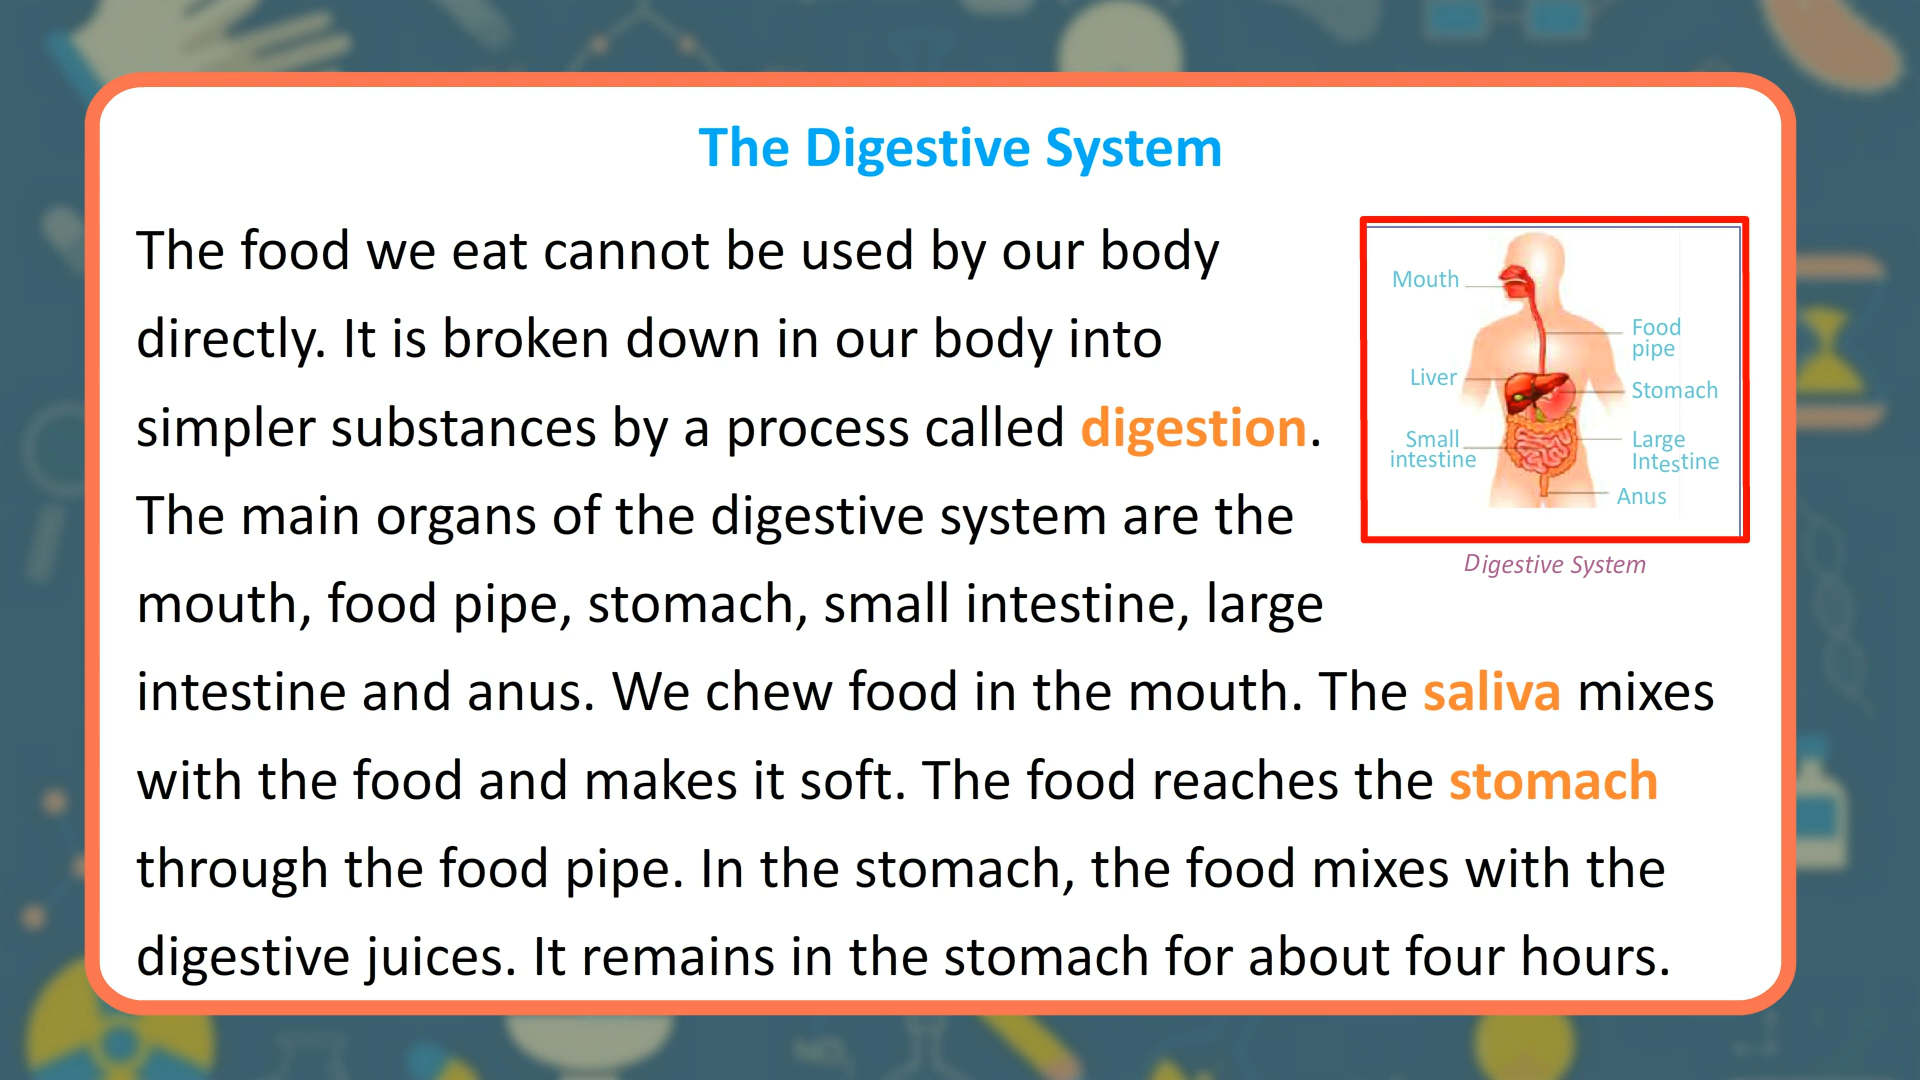 The Digestive System
The food we eat cannot be used by our body
directly. It is broken down in our body into
simpler substances by a process called digestion.
The main organs of the digestive system are the
mouth, food pipe, stomach, small intestine, large
intestine and anus. We chew food in the mouth. The saliva mixes
with the food and makes it soft. The food reaches the stomach
through the food pipe. In the stomach, the food mixes with the
digestive juices. It remains in the stomach for about four hours.
Mouth
Food
pipe
Liver
Stomach
Small
intestine
Large
Intestine
Anus
Digestive System
NO₃